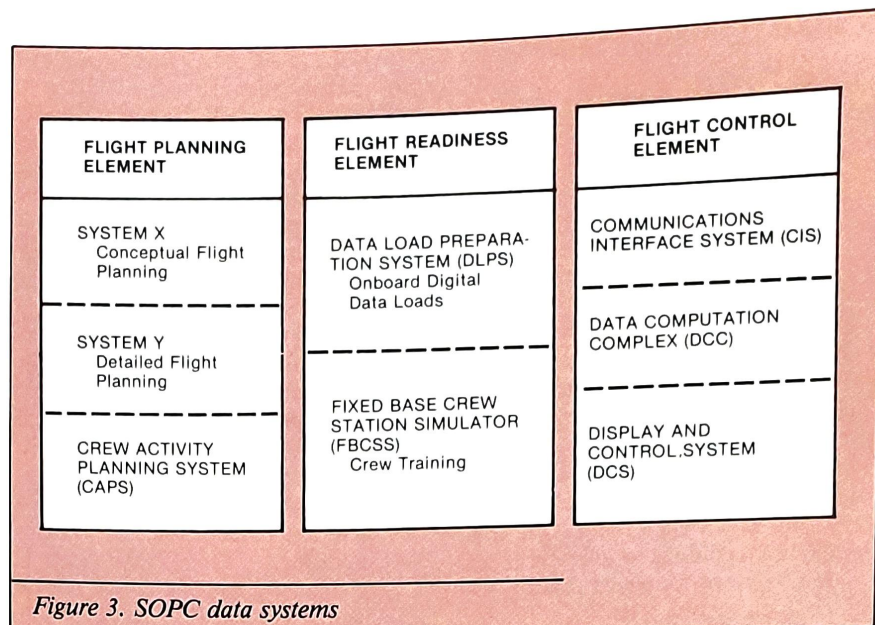 FLIGHT PLANNING
ELEMENT
SYSTEM X
Conceptual Flight
Planning
SYSTEM Y
Detailed Flight
Planning
CREW ACTIVITY
PLANNING SYSTEM
(CAPS)
FLIGHT READINESS
ELEMENT
DATA LOAD PREPARA-
TION SYSTEM (DLPS)
Onboard Digital
Data Loads
FIXED BASE CREW
STATION SIMULATOR
(FBCSS)
Crew Training
FLIGHT CONTROL
ELEMENT
COMMUNICATIONS
INTERFACE SYSTEM (CIS)
DATA COMPUTATION
COMPLEX (DCC)
DISPLAY AND
CONTROL.SYSTEM
(DCS)
Figure 3. SOPC data systems